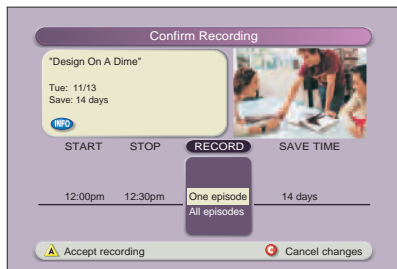 Confirm Recording
"Design On A Dime"
Tue: 11/13
Save: 14 days
INFO
START STOP RECORD SAVE TIME
12:00pm 12:30pm One episode 14 days
All episodes
A Accept recording C Cancel changes